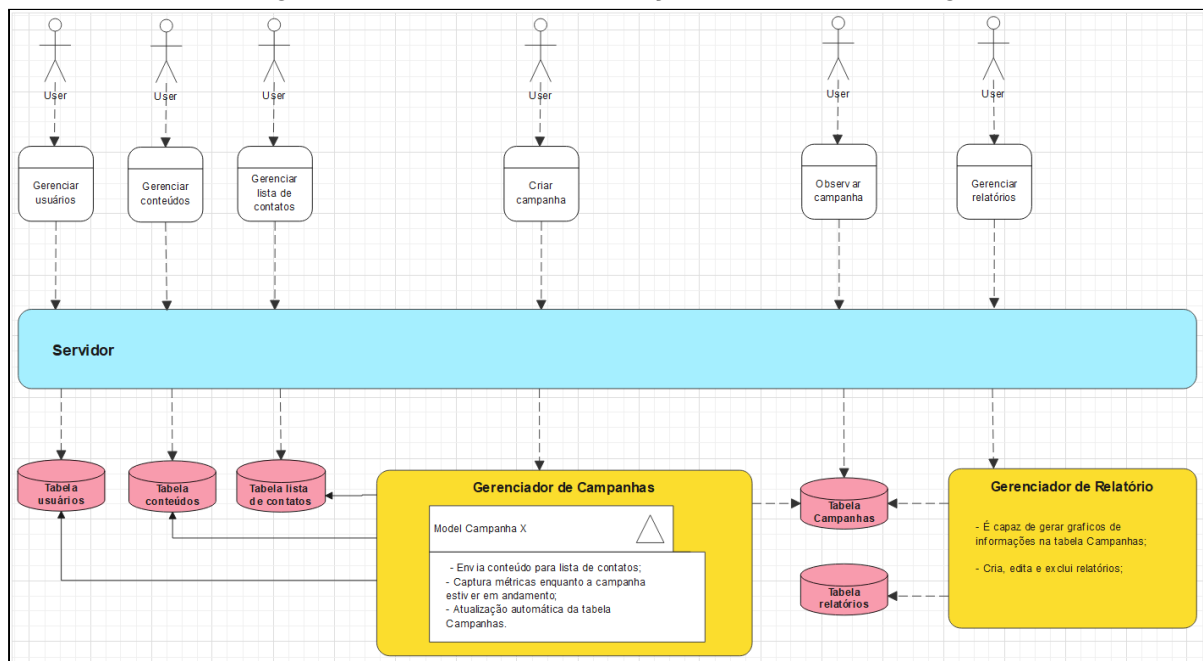 User
User
User
User
User
User
Gerenciar
usuários
Gerenciar
conteúdos
Gerenciar
lista de
contatos
Criar
campanha
Observar
campanha
Gerenciar
relatórios
Servidor
Tabela
usuários
Tabela
conteúdos
Tabela lista
de contatos
Gerenciador de Campanhas
Model Campanha X
- Envia conteúdo para lista de contatos;
- Captura métricas enquanto a campanha
estiver em andamento;
- Atualização automática da tabela
Campanhas.
Tabela
Campanhas
Tabela
relatórios
Gerenciador de Relatório
- É capaz de gerar graficos de
informações na tabela Campanhas;
- Cria, edita e exclui relatórios;